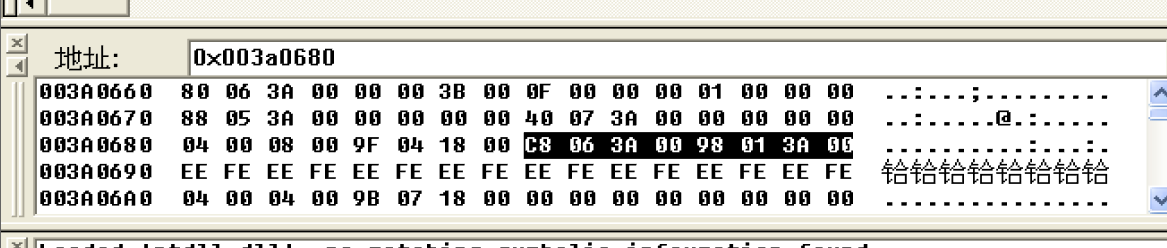 地址: 0x003a0680
003A0660 80 06 3A 00 00 00 3B 00 0F 00 00 00 01 00 00 00 ..:...;.........
003A0670 88 05 3A 00 00 00 00 00 40 07 3A 00 00 00 00 00 ..:.....@.:.....
003A0680 04 00 08 00 9F 04 18 00 C8 06 3A 00 98 01 3A 00 ..........:...:.
003A0690 EE FE EE FE EE FE EE FE EE FE EE FE EE FE EE FE 铪铪铪铪铪铪铪铪
003A06A0 04 00 04 00 9B 07 18 00 00 00 00 00 00 00 00 00 ................